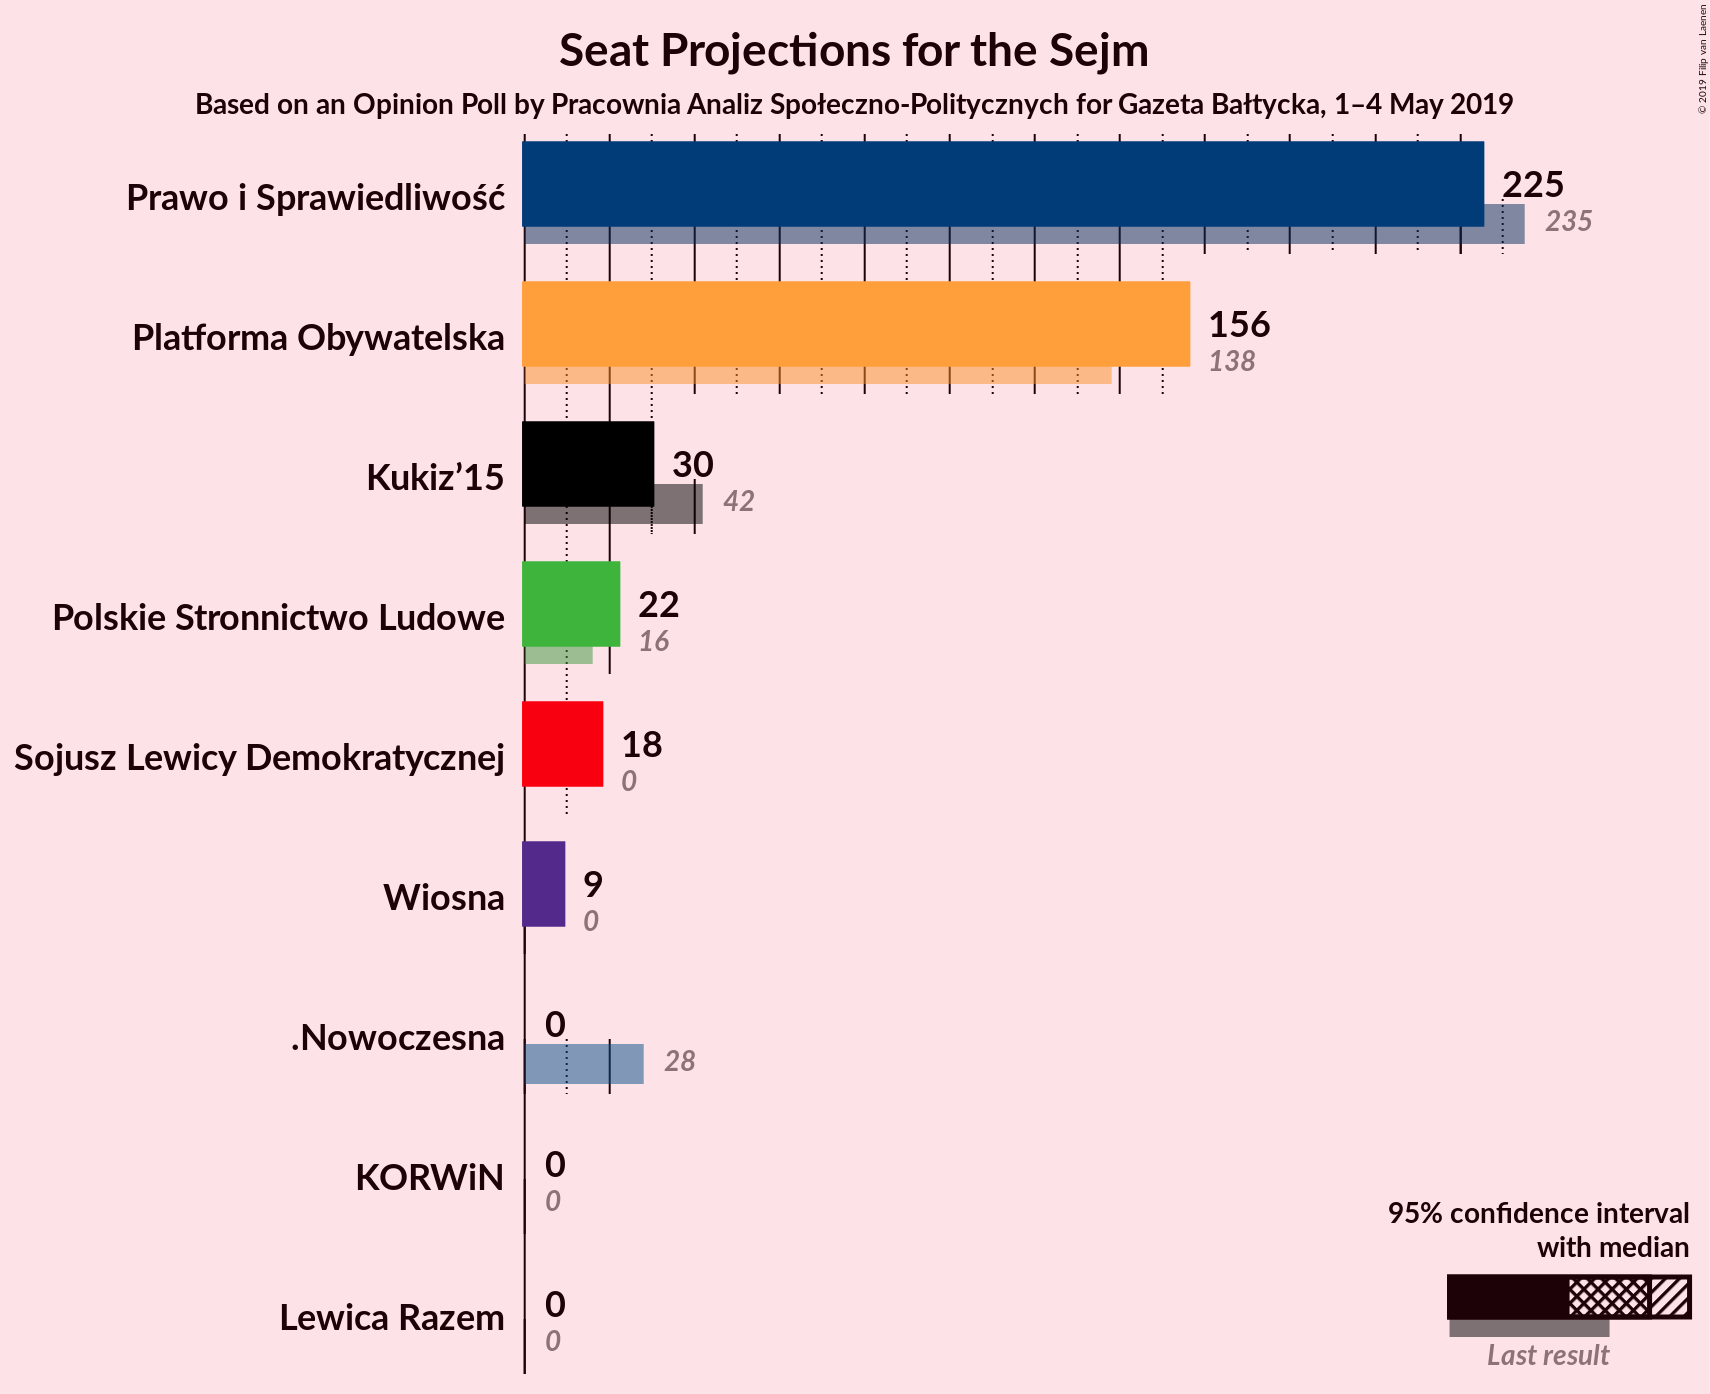 Seat Projections for the Sejm
Based on an Opinion Poll by Pracownia Analiz Społeczno-Politycznych for Gazeta Bałtycka, 1–4 May 2019
© 2019 Filip van Laenen
Prawo i Sprawiedliwość
225
235
Platforma Obywatelska
156
138
Kukiz’15
30
42
Polskie Stronnictwo Ludowe
22
16
Sojusz Lewicy Demokratycznej
18
0
Wiosna
9
0
.Nowoczesna
0
28
KORWiN
0
0
Lewica Razem
0
0
95% confidence interval
with median
Last result